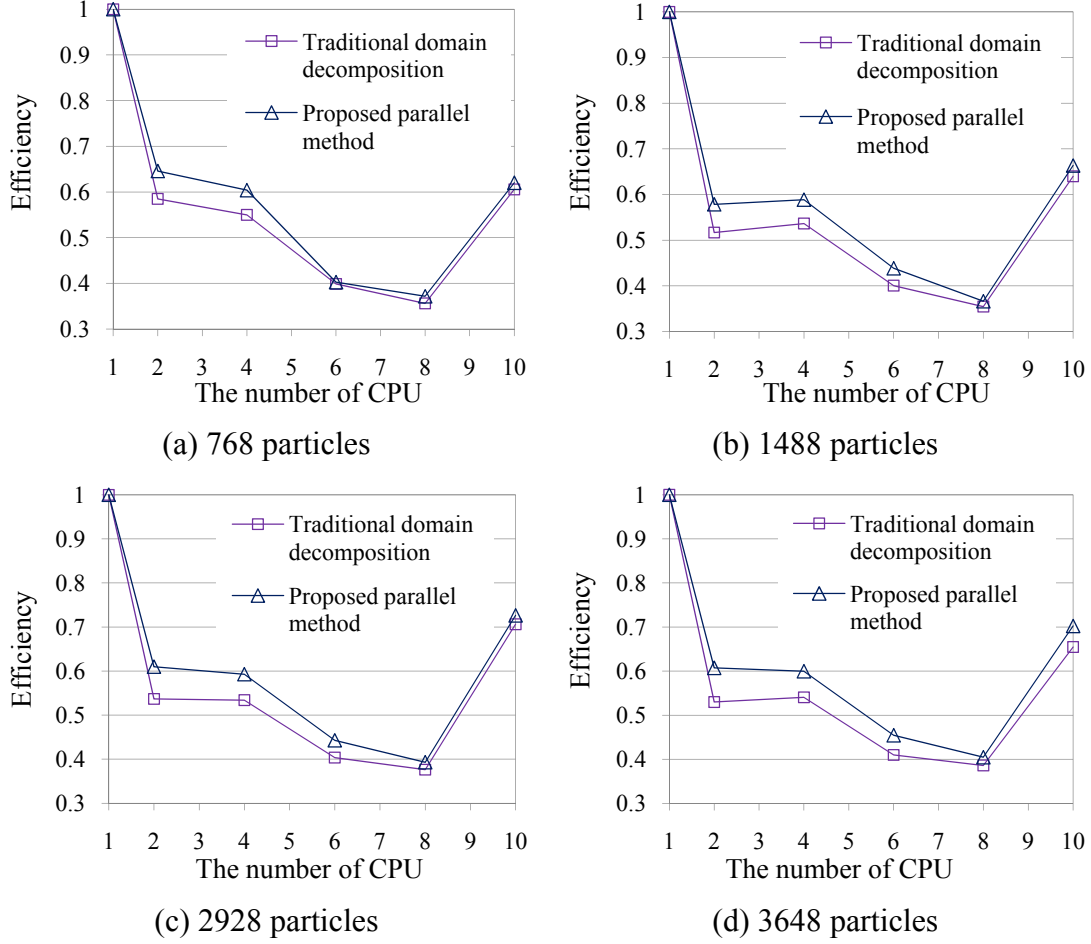 1
0.9
0.8
0.7
0.6
0.5
0.4
0.3
Efficiency
Traditional domain
decomposition
Proposed parallel
method
1 2 3 4 5 6 7 8 9 10
The number of CPU
(a) 768 particles
1
0.9
0.8
0.7
0.6
0.5
0.4
0.3
Efficiency
Traditional domain
decomposition
Proposed parallel
method
1 2 3 4 5 6 7 8 9 10
The number of CPU
(b) 1488 particles
1
0.9
0.8
0.7
0.6
0.5
0.4
0.3
Efficiency
Traditional domain
decomposition
Proposed parallel
method
1 2 3 4 5 6 7 8 9 10
The number of CPU
(c) 2928 particles
1
0.9
0.8
0.7
0.6
0.5
0.4
0.3
Efficiency
Traditional domain
decomposition
Proposed parallel
method
1 2 3 4 5 6 7 8 9 10
The number of CPU
(d) 3648 particles